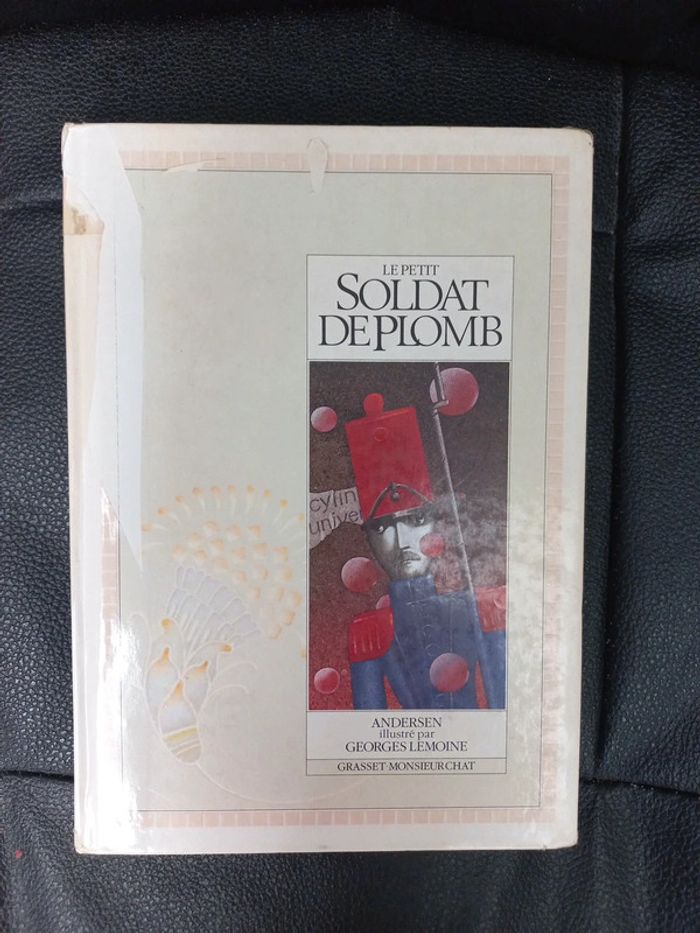 LE PETIT
SOLDAT
DE PLOMB
cylin
unive
ANDERSEN
illustré par
GEORGES LEMOINE
GRASSET·MONSIEUR CHAT